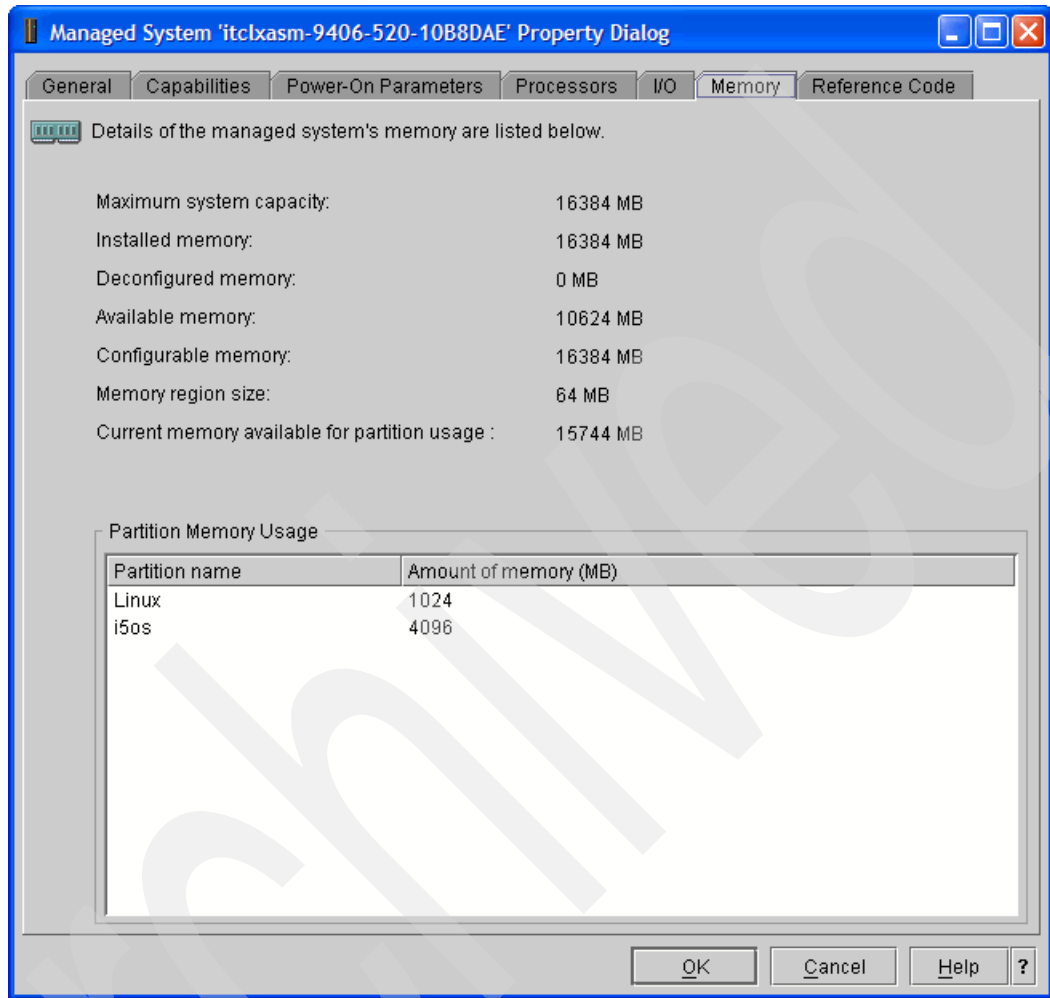 Managed System 'itclxasm-9406-520-10B8DAE' Property Dialog
General Capabilities Power-On Parameters Processors I/O Memory Reference Code
Details of the managed system's memory are listed below.
Maximum system capacity: 16384 MB
Installed memory: 16384 MB
Deconfigured memory: 0 MB
Available memory: 10624 MB
Configurable memory: 16384 MB
Memory region size: 64 MB
Current memory available for partition usage : 15744 MB
Partition Memory Usage
Partition name Amount of memory (MB)
Linux 1024
i5os 4096
OK Cancel Help ?